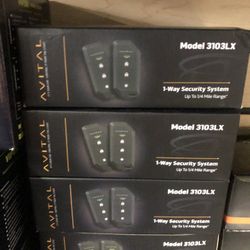 Model 3103LX
AVITAL
1-Way Security System
Up To 1/4 Mile Range*
Model 3103LX
AVITAL
1-Way Security System
Up To 1/4 Mile Range*
Model 3103LX
AVITAL
1-Way Security System
Up To 1/4 Mile Range*
Model 3103LX